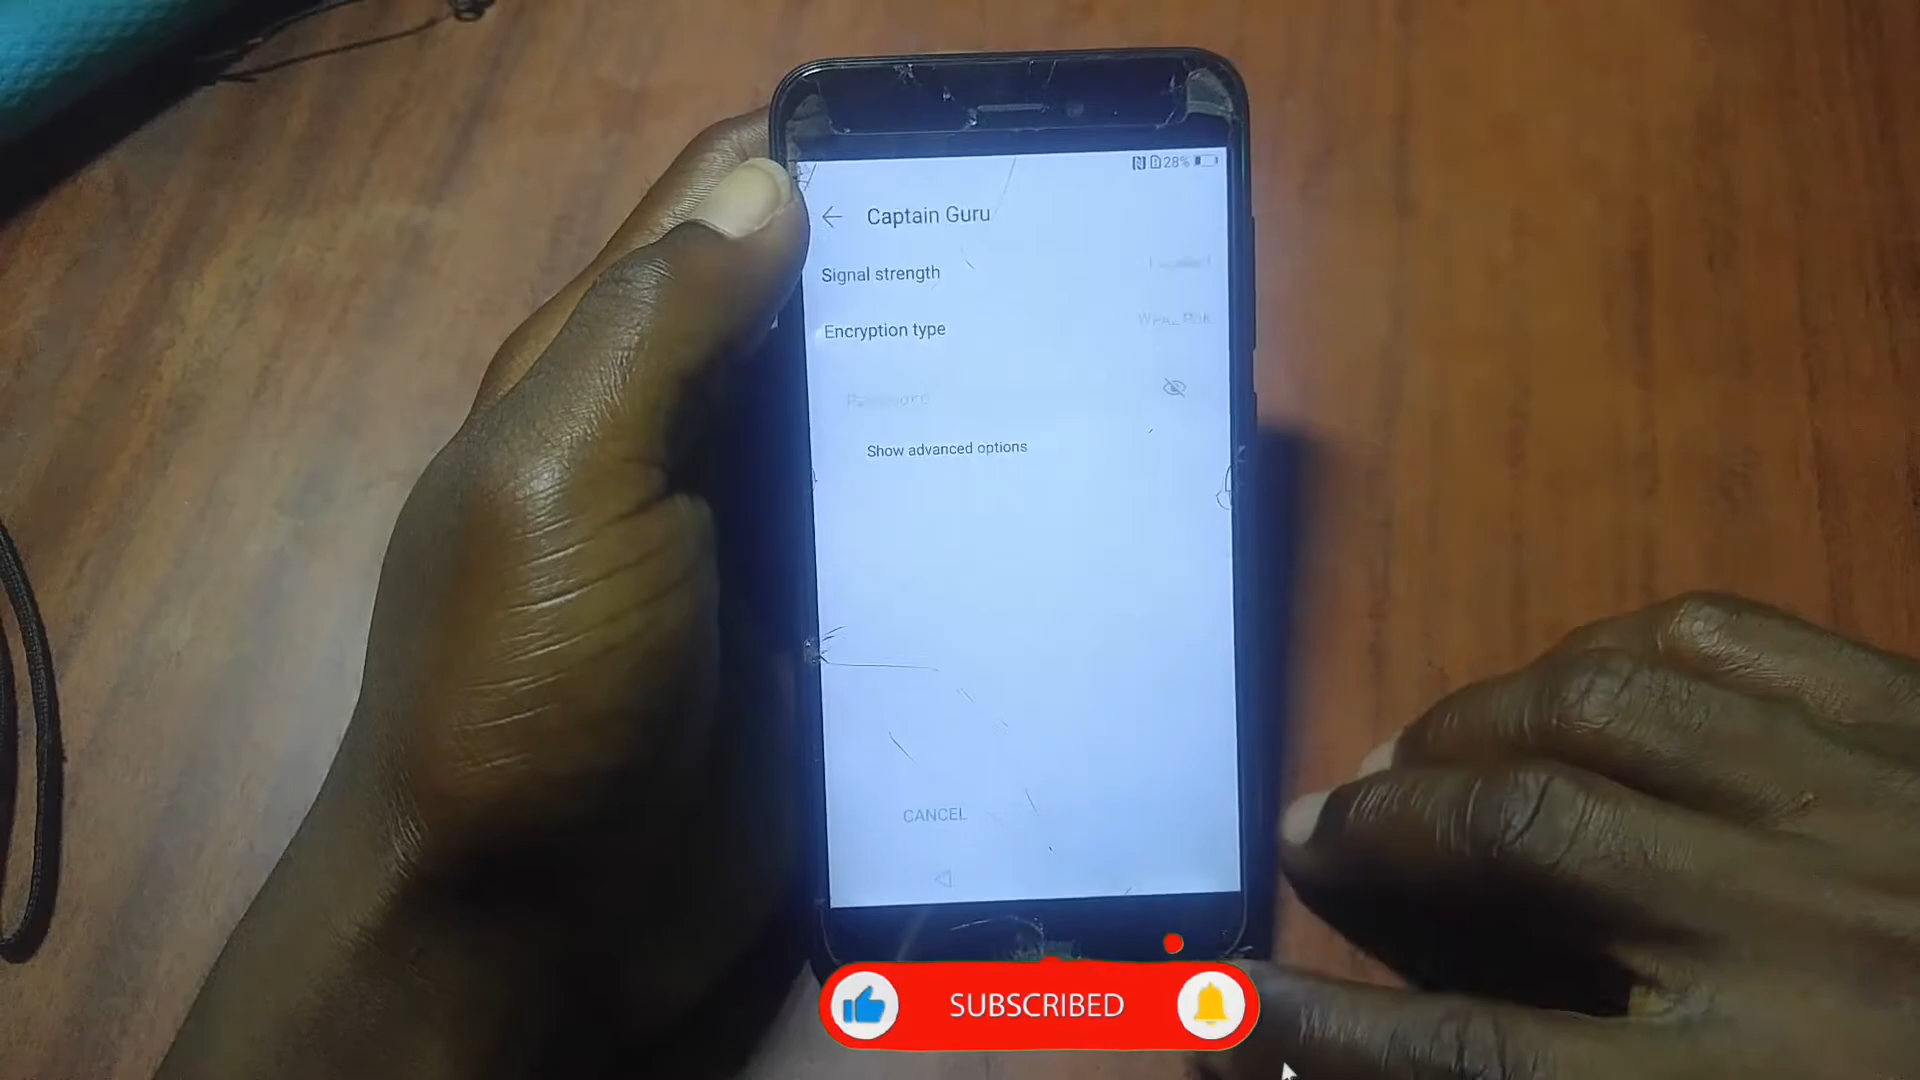 28%
Captain Guru
Signal strength
Encryption type
Show advanced options
CANCEL
SUBSCRIBED